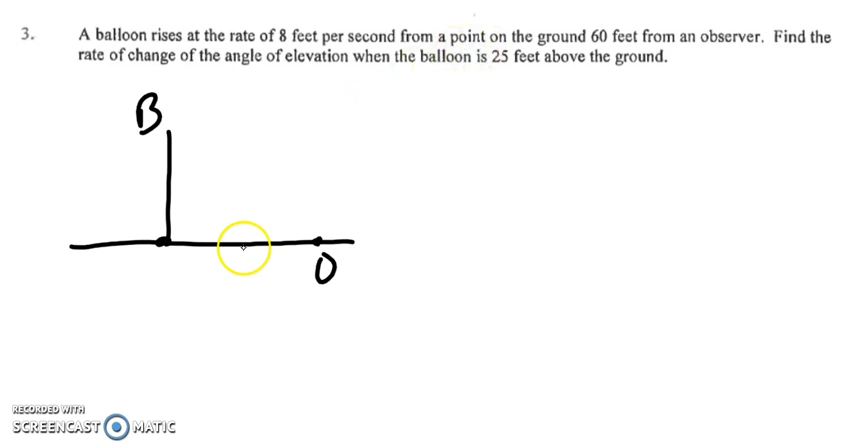 3. A balloon rises at the rate of 8 feet per second from a point on the ground 60 feet from an observer. Find the
rate of change of the angle of elevation when the balloon is 25 feet above the ground.
B
O
RECORDED WITH
SCREENCAST MATIC